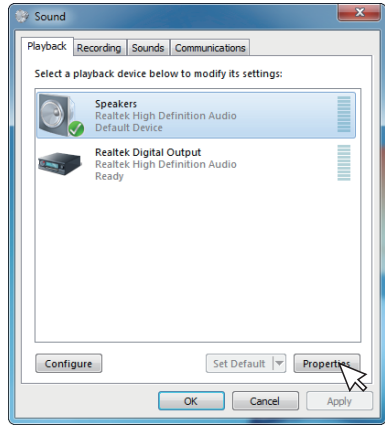 Sound
Playback Recording Sounds Communications
Select a playback device below to modify its settings:
Speakers
Realtek High Definition Audio
Default Device
Realtek Digital Output
Realtek High Definition Audio
Ready
Configure Set Default Properties
OK Cancel Apply